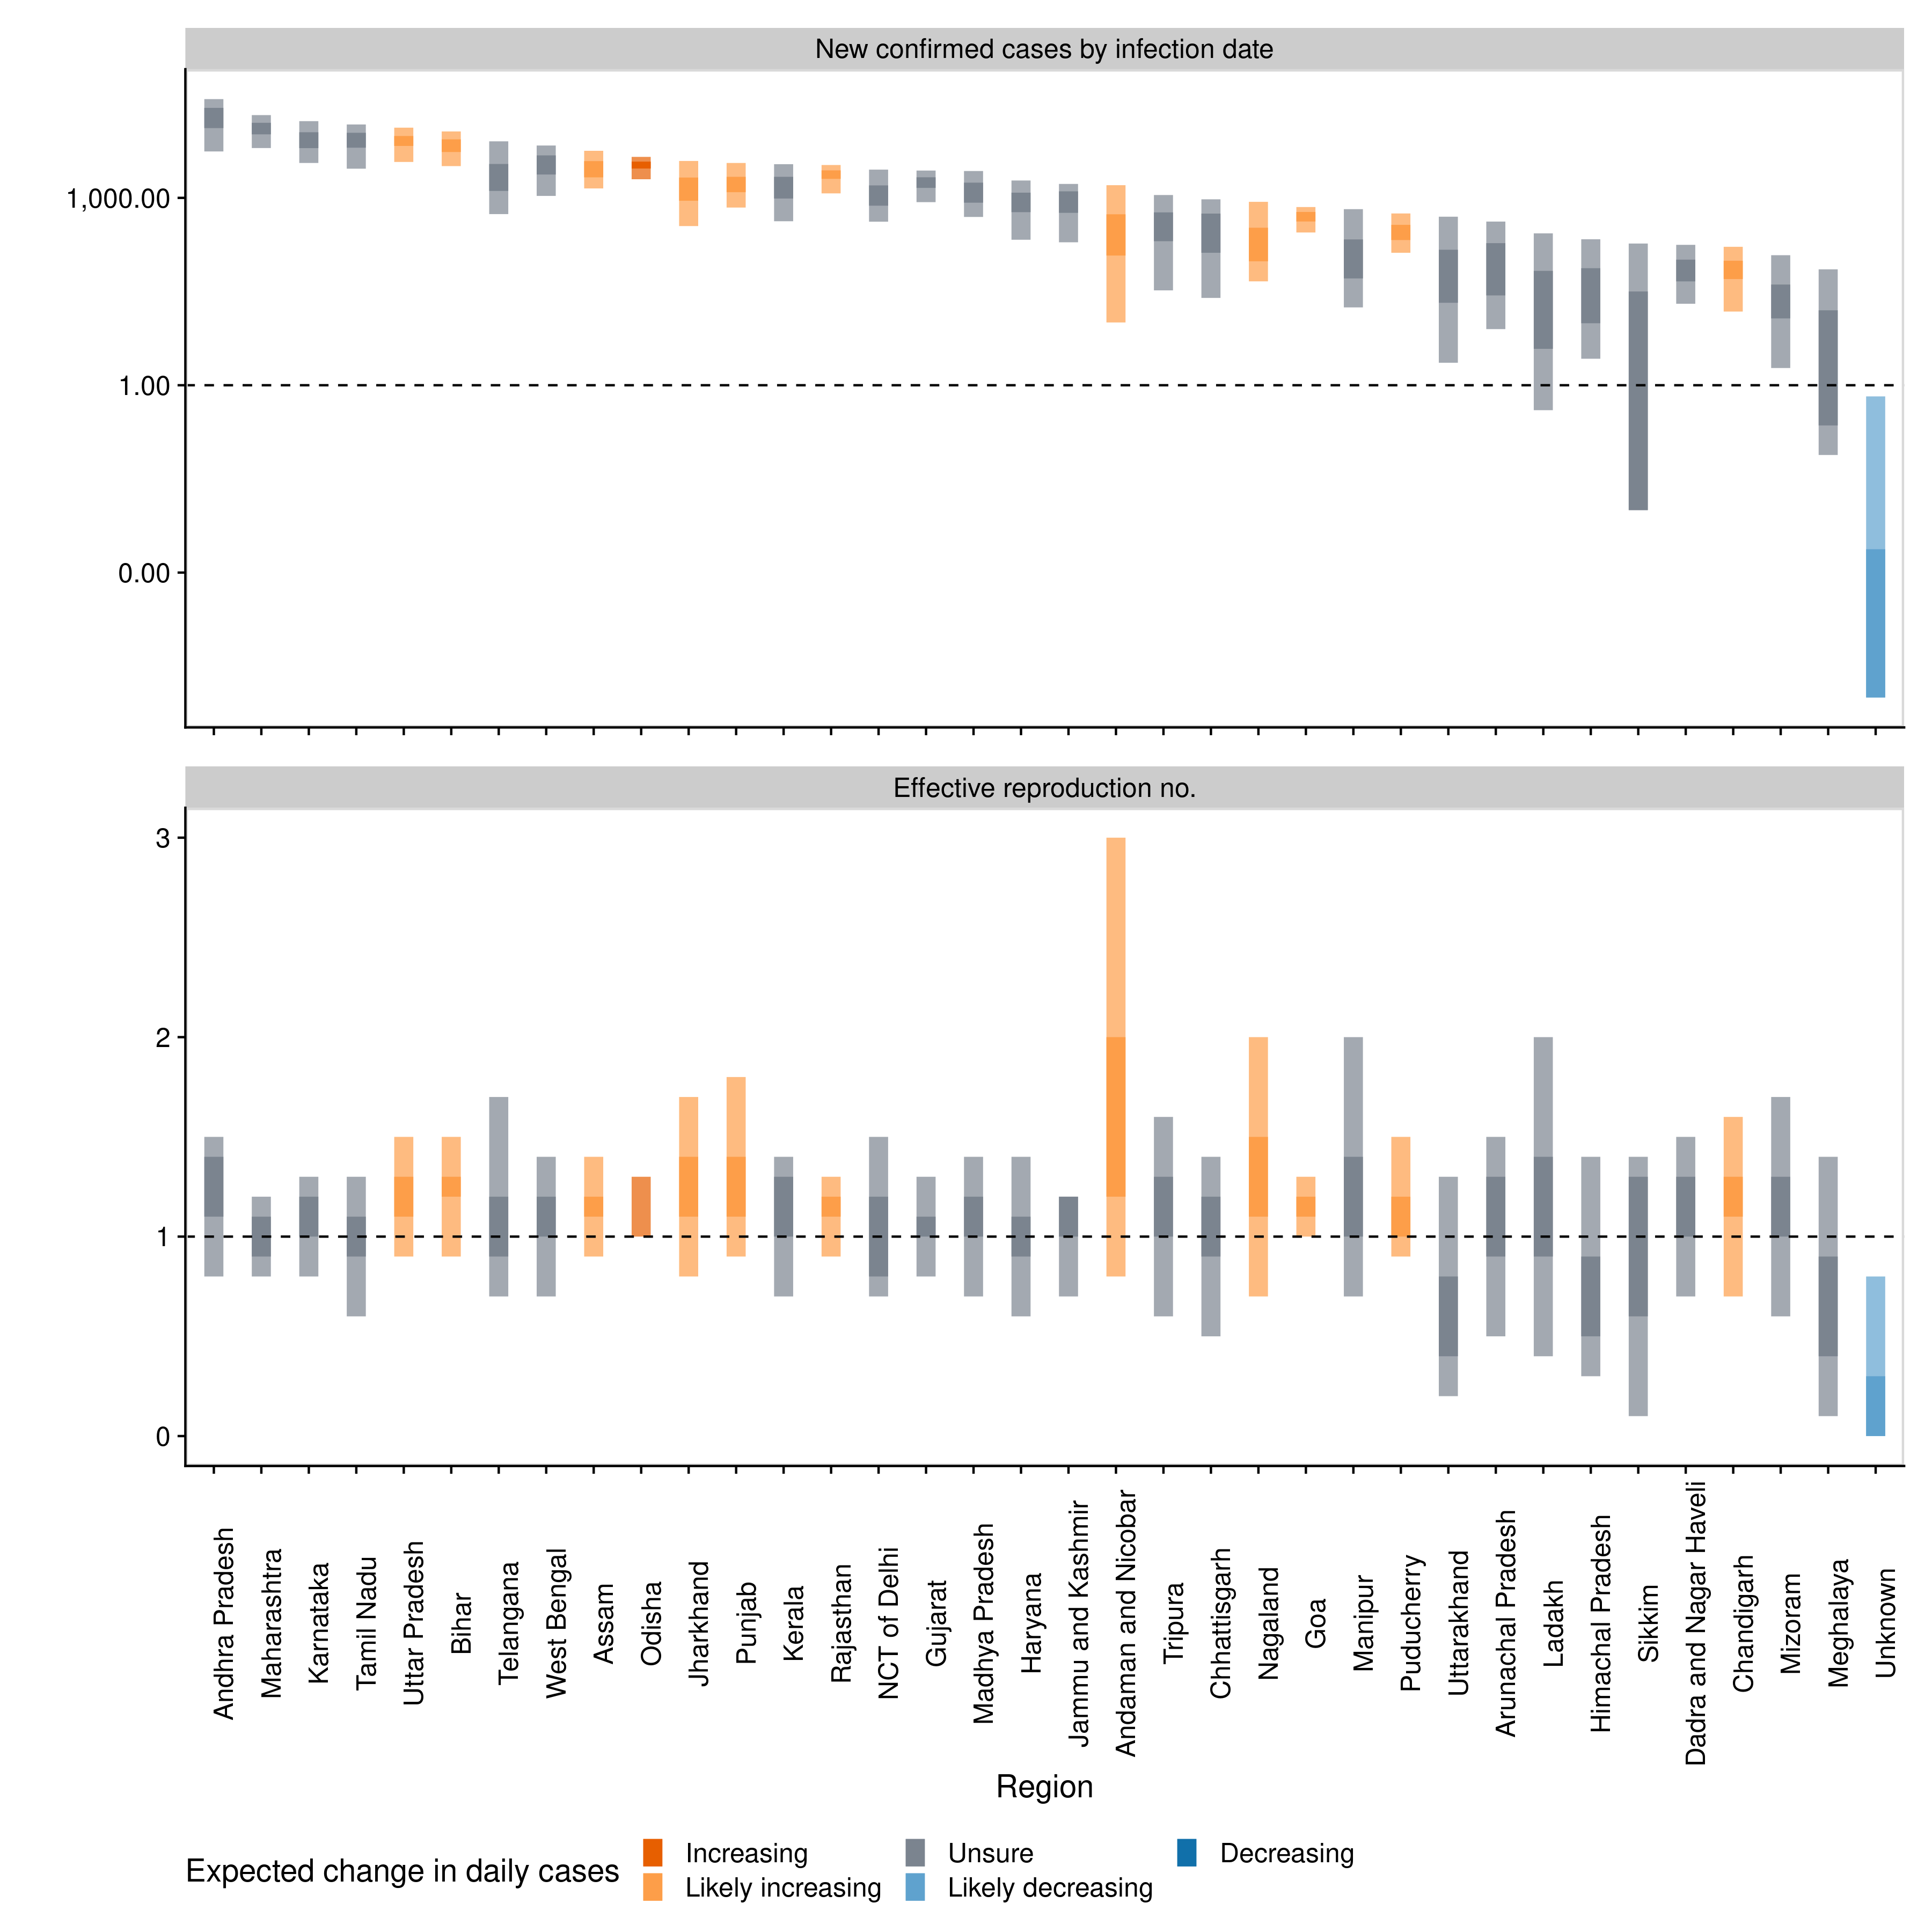 New confirmed cases by infection date
1,000.00
1.00
0.00
Effective reproduction no.
3
2
1
0
Andhra Pradesh
Maharashtra
Karnataka
Tamil Nadu
Uttar Pradesh
Bihar
Telangana
West Bengal
Assam
Odisha
Jharkhand
Punjab
Kerala
Rajasthan
NCT of Delhi
Gujarat
Madhya Pradesh
Haryana
Jammu and Kashmir
Andaman and Nicobar
Tripura
Chhattisgarh
Nagaland
Goa
Manipur
Puducherry
Uttarakhand
Arunachal Pradesh
Ladakh
Himachal Pradesh
Sikkim
Dadra and Nagar Haveli
Chandigarh
Mizoram
Meghalaya
Unknown
Region
Expected change in daily cases
Increasing
Likely increasing
Unsure
Likely decreasing
Decreasing